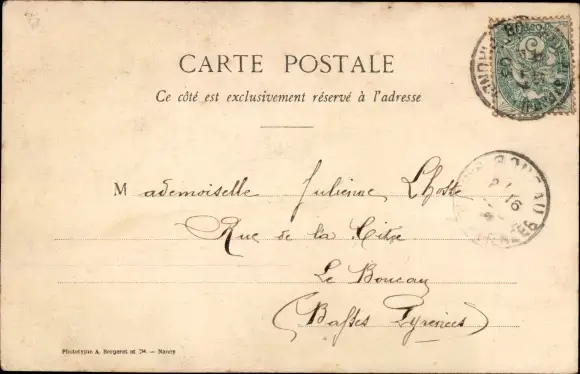 CARTE POSTALE
Ce côté est exclusivement réservé à l'adresse
Mademoiselle Julienne Lhoste
Rue de la
Le Boucau
(Basses Pyrénées)
Phototypie A. Bergeret et Cie. — Nancy